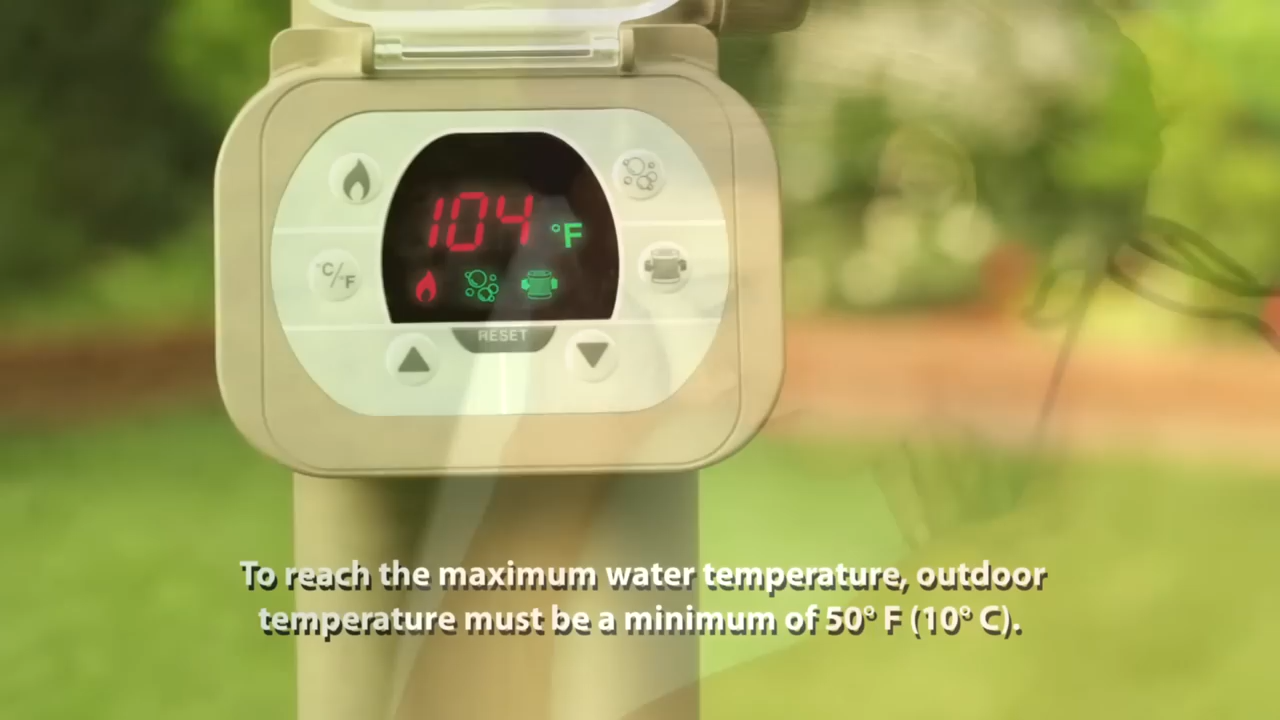 104 °F
°C/°F
RESET
To reach the maximum water temperature, outdoor
temperature must be a minimum of 50° F (10° C).